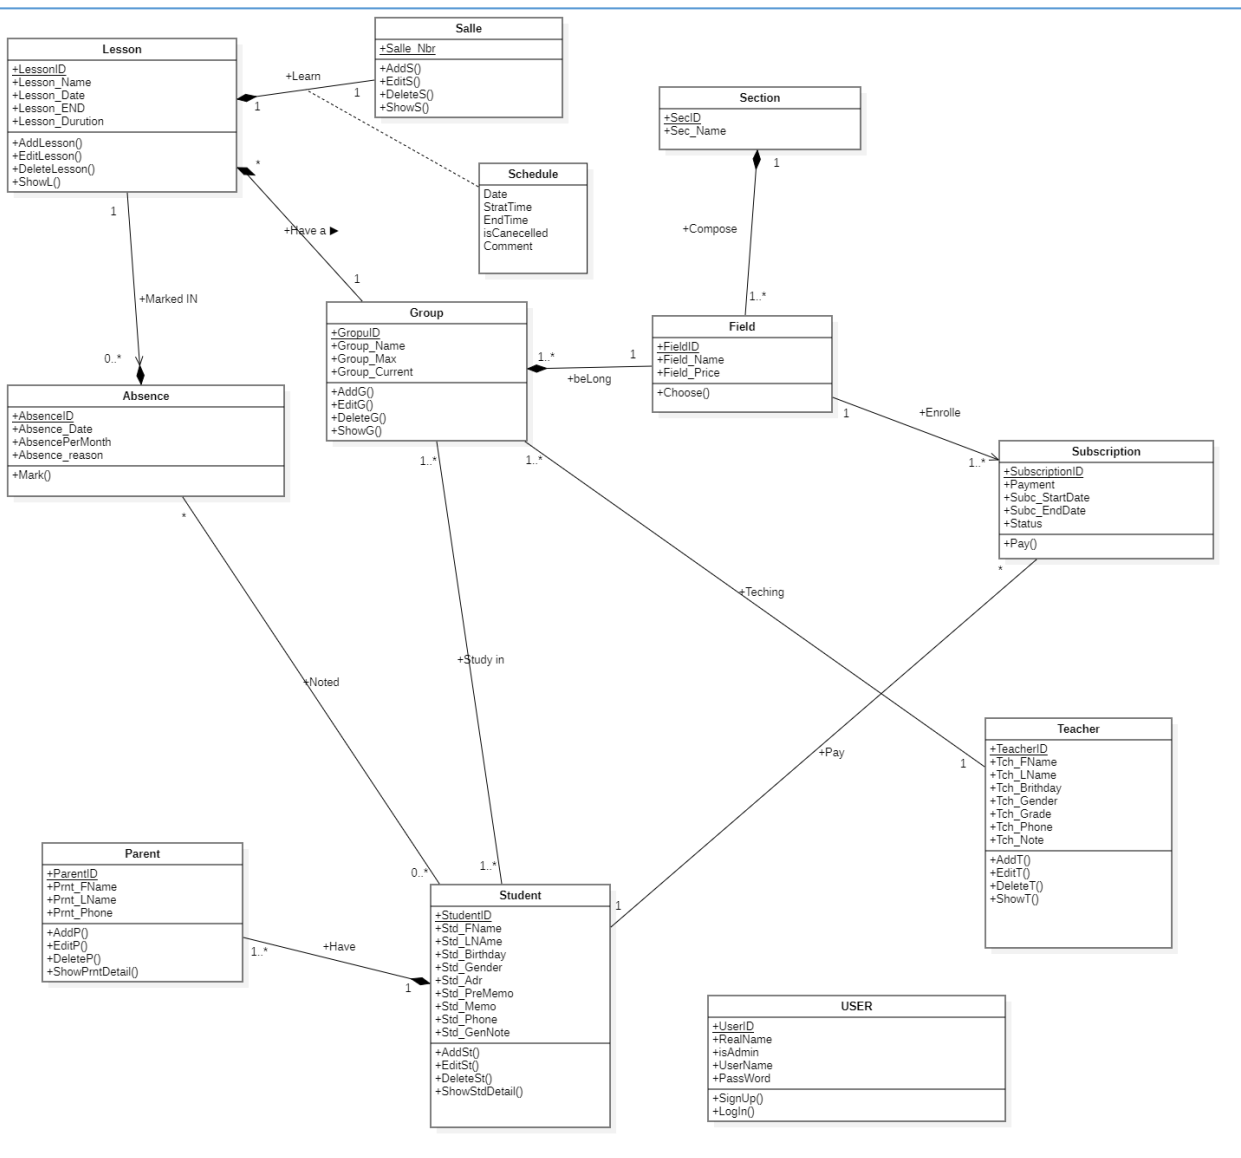 Lesson
+LessonID
+Lesson_Name
+Lesson_Date
+Lesson_END
+Lesson_Durution
+AddLesson()
+EditLesson()
+DeleteLesson()
+ShowL()
+Learn
1
1
Salle
+Salle_Nbr
+AddS()
+EditS()
+DeleteS()
+ShowS()
Schedule
Date
StratTime
EndTime
isCanecelled
Comment
Section
+SecID
+Sec_Name
1
+Compose
1..*
*
+Have a ▶
1
1
+Marked IN
0..*
Group
+GropuID
+Group_Name
+Group_Max
+Group_Current
+AddG()
+EditG()
+DeleteG()
+ShowG()
1..*
1
+beLong
Field
+FieldID
+Field_Name
+Field_Price
+Choose()
1
+Enrolle
1..*
Absence
+AbsenceID
+Absence_Date
+AbsencePerMonth
+Absence_reason
+Mark()
Subscription
+SubscriptionID
+Payment
+Subc_StartDate
+Subc_EndDate
+Status
+Pay()
*
+Noted
0..*
1..*
+Study in
1..*
1..*
+Teching
1
*
+Pay
1
Teacher
+TeacherID
+Tch_FName
+Tch_LName
+Tch_Brithday
+Tch_Gender
+Tch_Grade
+Tch_Phone
+Tch_Note
+AddT()
+EditT()
+DeleteT()
+ShowT()
Parent
+ParentID
+Prnt_FName
+Prnt_LName
+Prnt_Phone
+AddP()
+EditP()
+DeleteP()
+ShowPrntDetail()
1..*
+Have
1
Student
+StudentID
+Std_FName
+Std_LNAme
+Std_Birthday
+Std_Gender
+Std_Adr
+Std_PreMemo
+Std_Memo
+Std_Phone
+Std_GenNote
+AddSt()
+EditSt()
+DeleteSt()
+ShowStdDetail()
USER
+UserID
+RealName
+isAdmin
+UserName
+PassWord
+SignUp()
+LogIn()